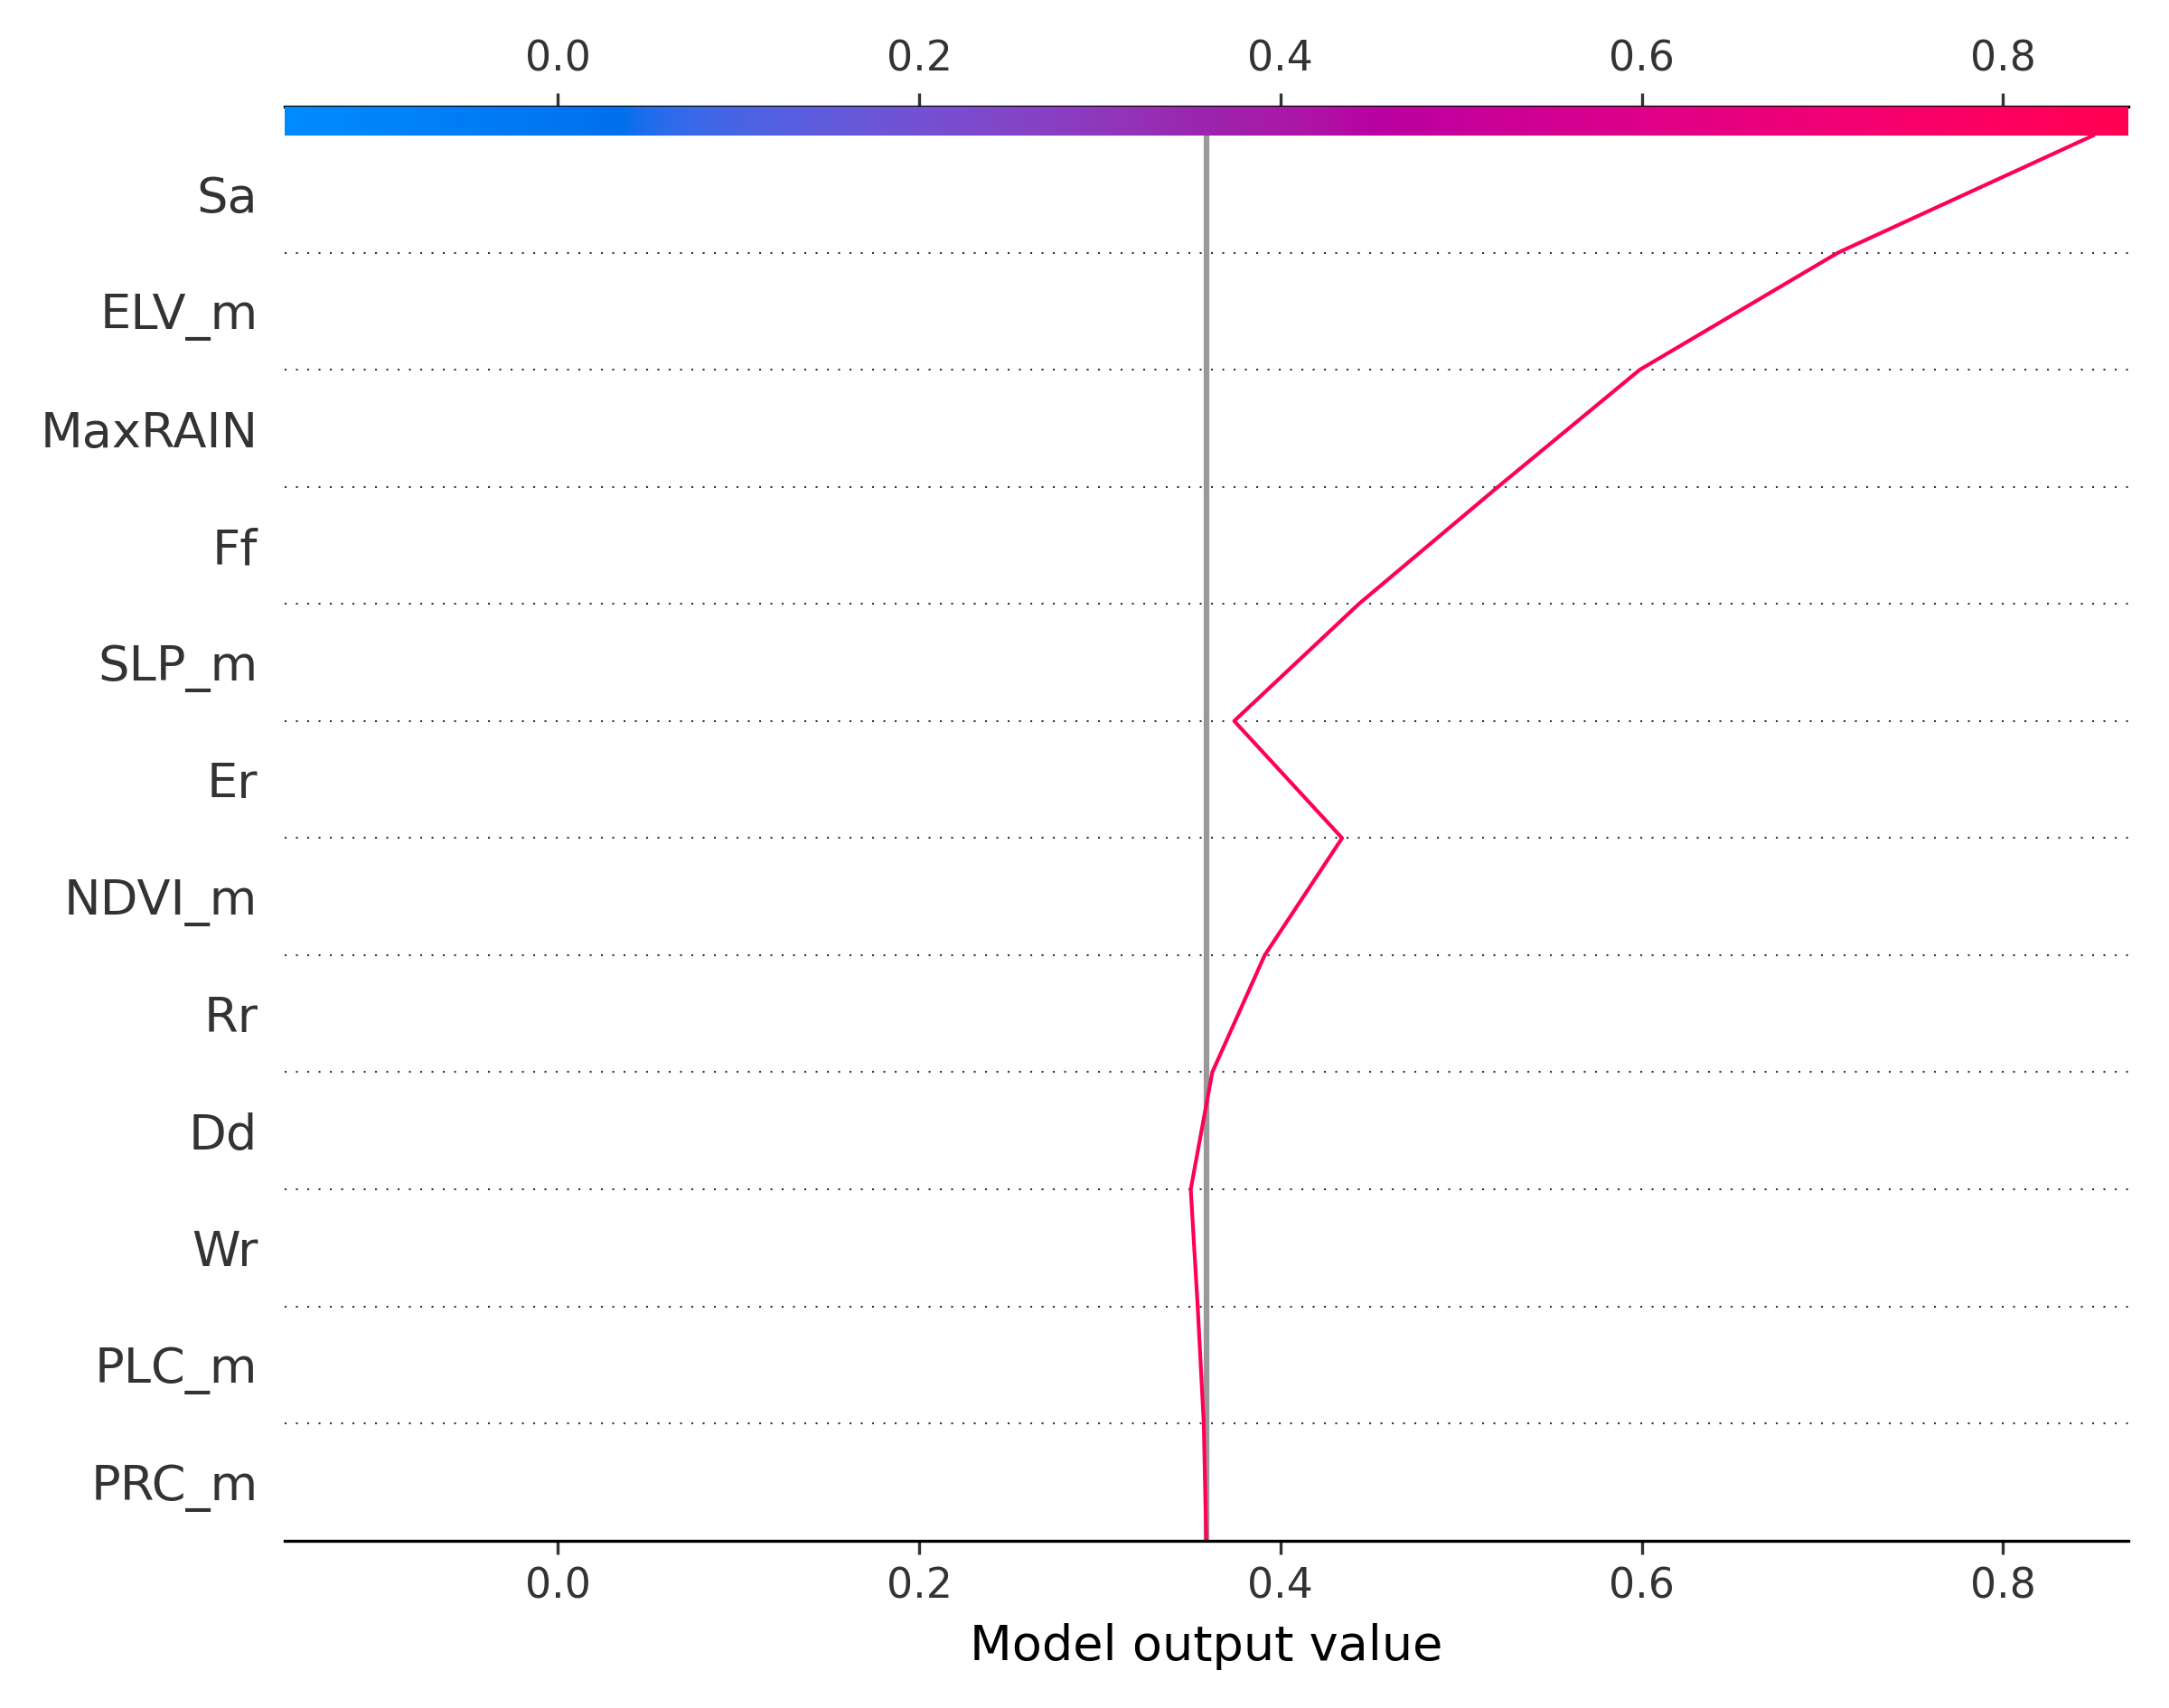 0.0 0.2 0.4 0.6 0.8
Sa
ELV_m
MaxRAIN
Ff
SLP_m
Er
NDVI_m
Rr
Dd
Wr
PLC_m
PRC_m
0.0 0.2 0.4 0.6 0.8
Model output value